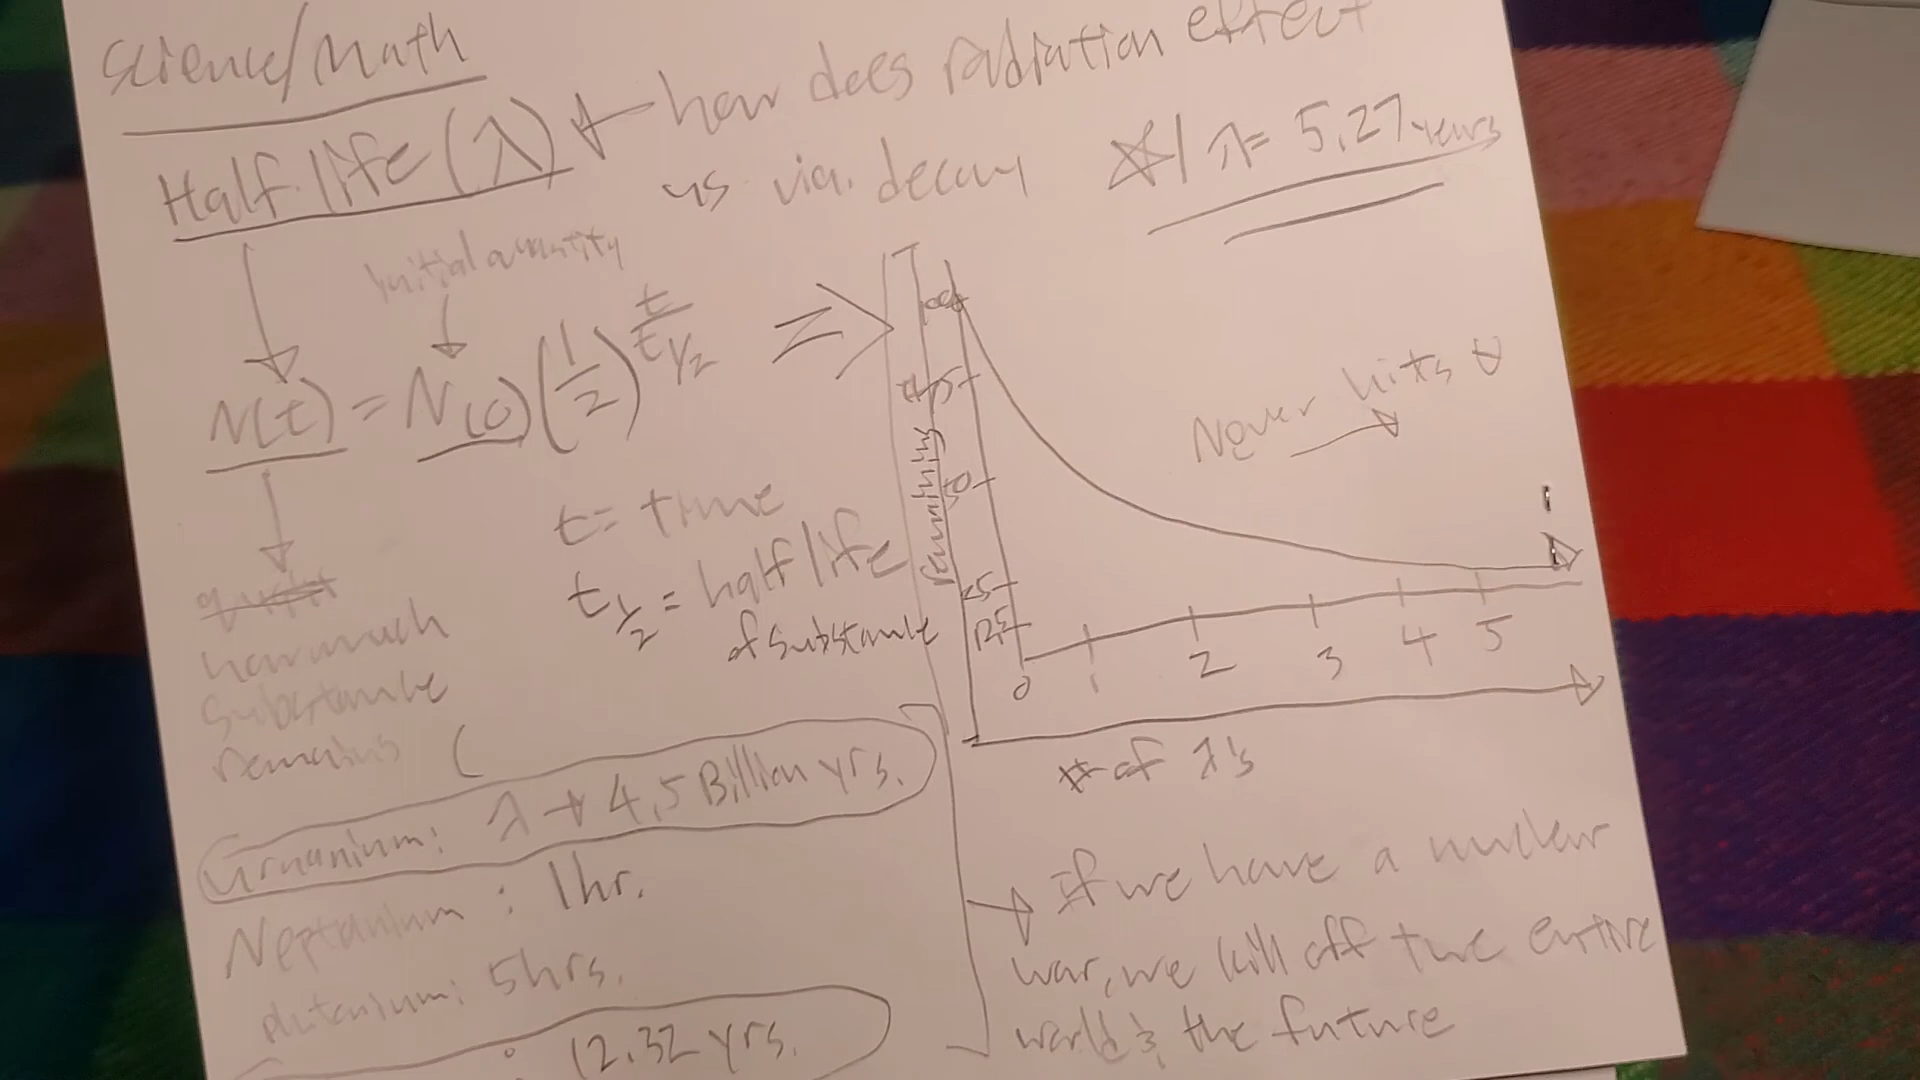 Science/Math
Half life (λ) ← how does radiation effect
us via. decay
* | λ = 5.27 years
Initial quantity
N(t) = N(0) (1/2)^t/t1/2 ⇒
t = time
t1/2 = half life
of substance
how much
substance
remains (
remaining
100
75
50
25
12.5
Never hits 0
0 1 2 3 4 5
# of λ's
Uranium: λ → 4.5 Billion yrs.
Neptunium: 1hr.
plutonium: 5hrs.
: 12.32 yrs.
→ If we have a nuclear
war, we kill off the entire
world & the future